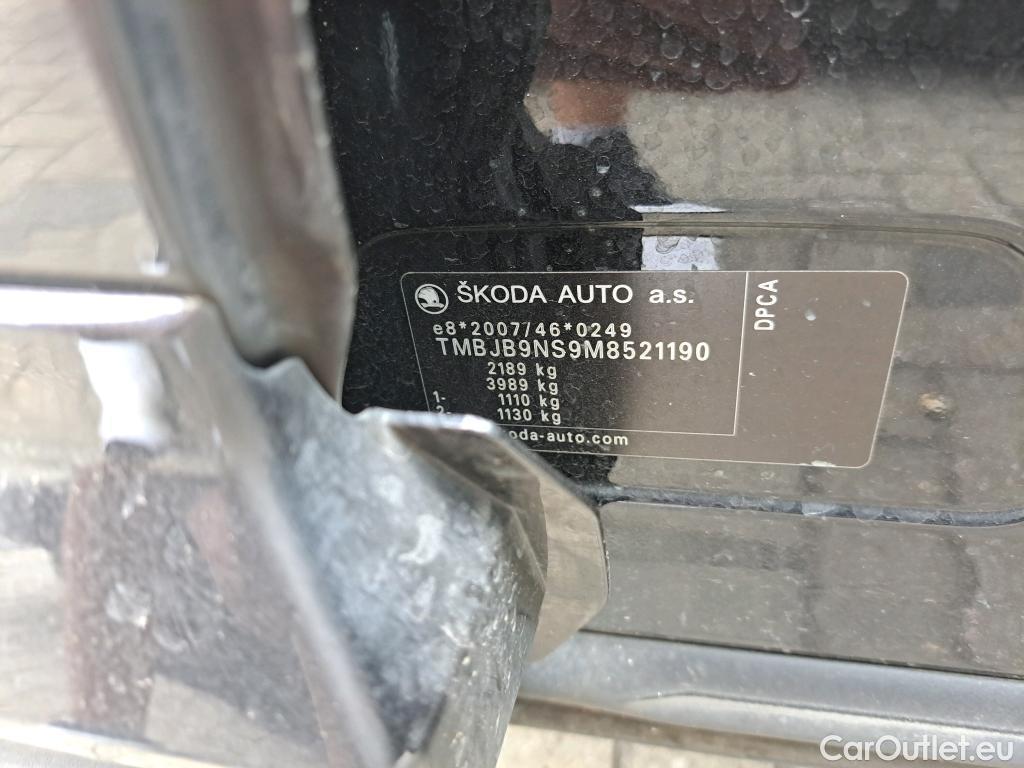 ŠKODA AUTO a.s.
DPCA
e8*2007/46*0249
TMBJB9NS9M8521190
2189 kg
3989 kg
1- 1110 kg
2- 1130 kg
koda-auto.com
CarOutlet.eu